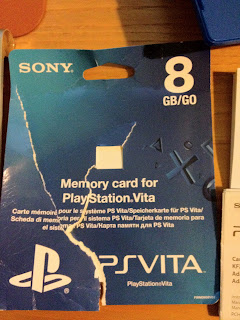 SONY
8
GB/GO
Memory card for
PlayStation®Vita
Carte mémoire pour le système PS Vita/Speicherkarte für PS Vita/
Scheda di memoria per il sistema PS Vita/Tarjeta de memoria para
el sistema PS Vita/Карта памяти для PS Vita
PSVITA
PlayStation®Vita